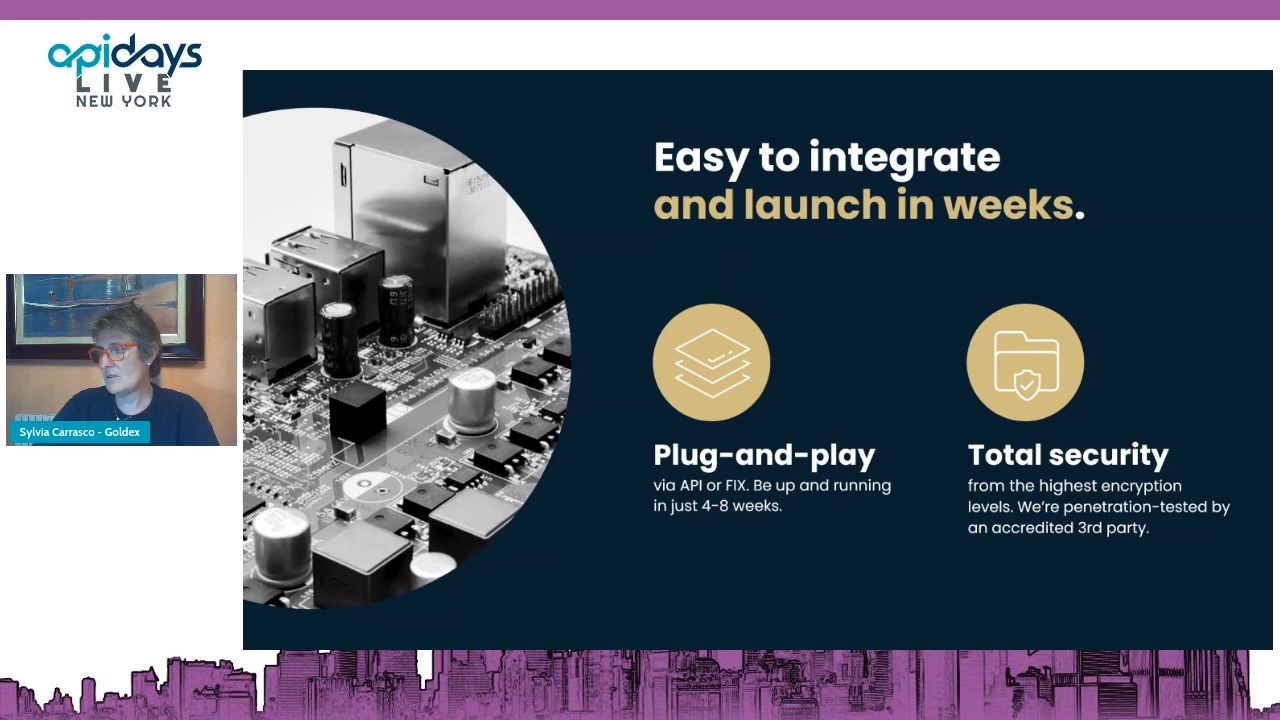 apidays
LIVE
NEW YORK
Easy to integrate
and launch in weeks.
Plug-and-play
via API or FIX. Be up and running
in just 4-8 weeks.
Total security
from the highest encryption
levels. We're penetration-tested by
an accredited 3rd party.
Sylvia Carrasco - Goldex